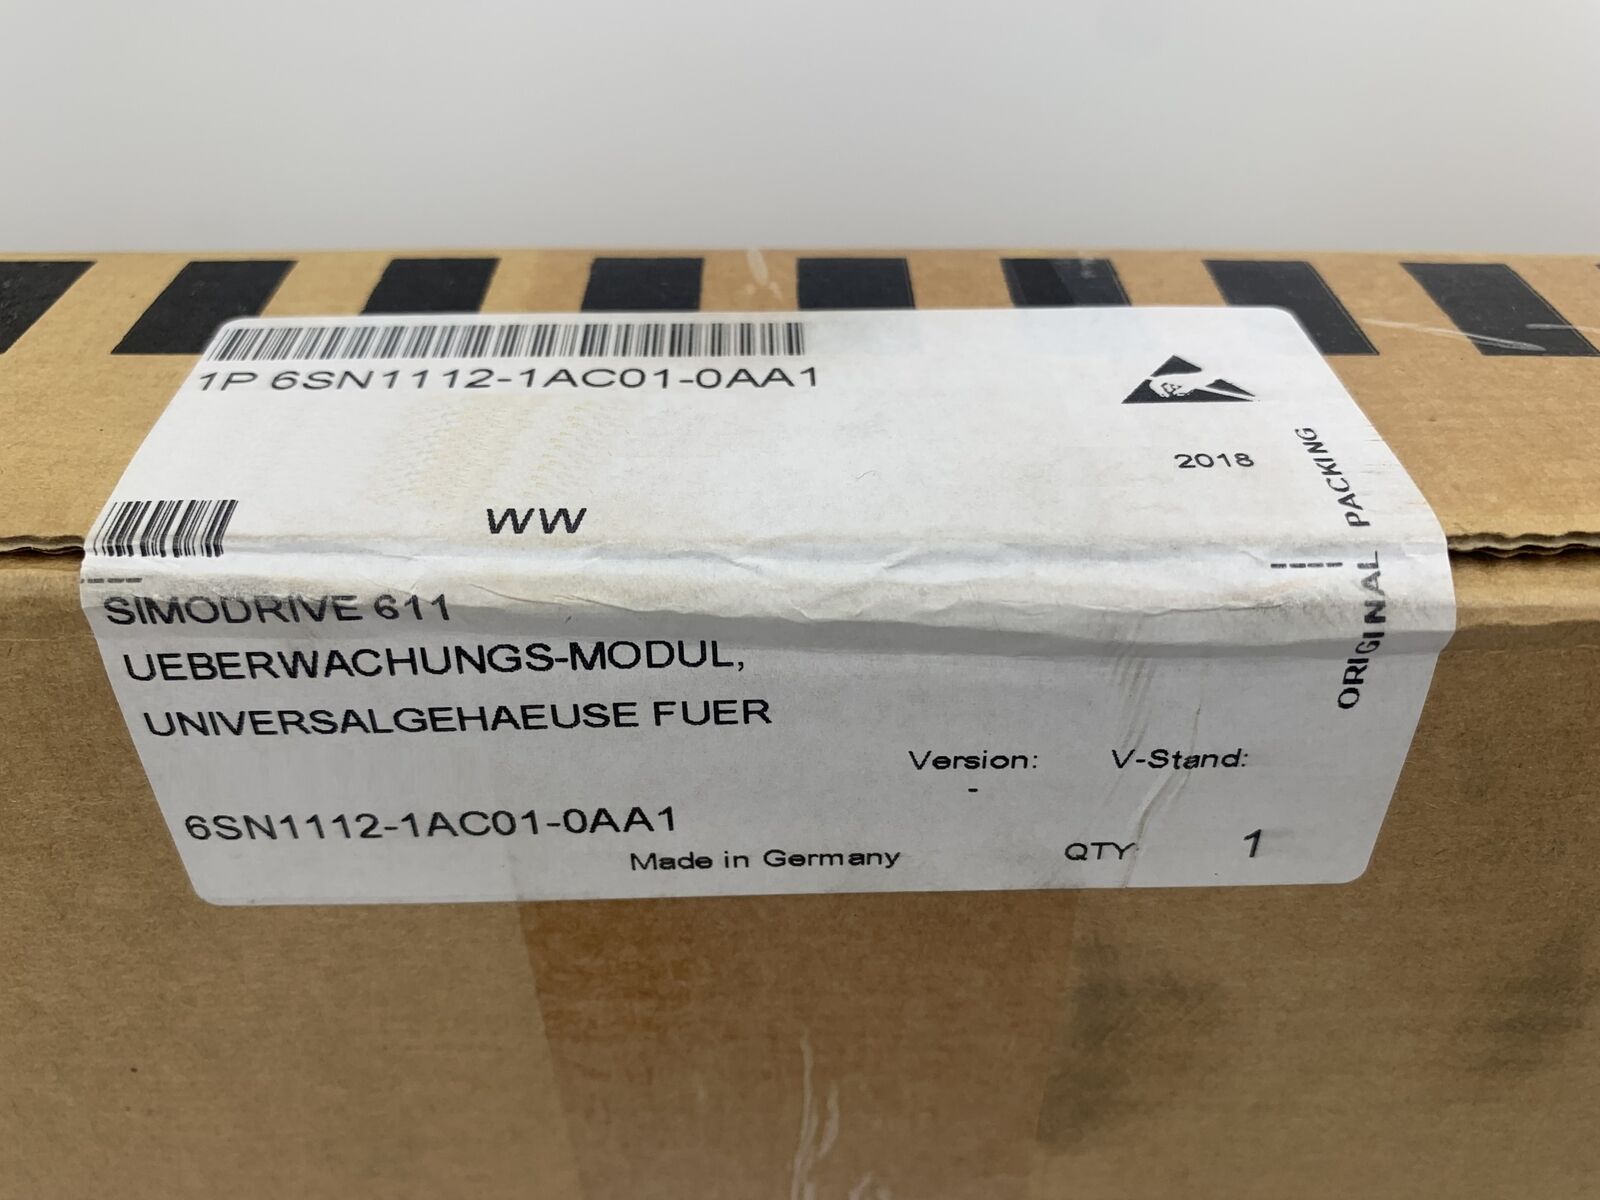 1P 6SN1112-1AC01-0AA1
2018
WW
ORIGINAL PACKING
SIMODRIVE 611
UEBERWACHUNGS-MODUL,
UNIVERSALGEHAEUSE FUER
Version: V-Stand:
-
6SN1112-1AC01-0AA1
Made in Germany
QTY 1